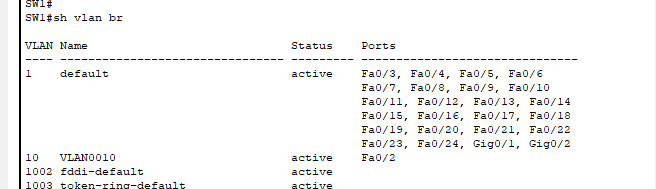 SW1#
SW1#sh vlan br
VLAN Name Status Ports
---- -------------------------------- --------- -------------------------------
1 default active Fa0/3, Fa0/4, Fa0/5, Fa0/6
Fa0/7, Fa0/8, Fa0/9, Fa0/10
Fa0/11, Fa0/12, Fa0/13, Fa0/14
Fa0/15, Fa0/16, Fa0/17, Fa0/18
Fa0/19, Fa0/20, Fa0/21, Fa0/22
Fa0/23, Fa0/24, Gig0/1, Gig0/2
10 VLAN0010 active Fa0/2
1002 fddi-default active
1003 token-ring-default active